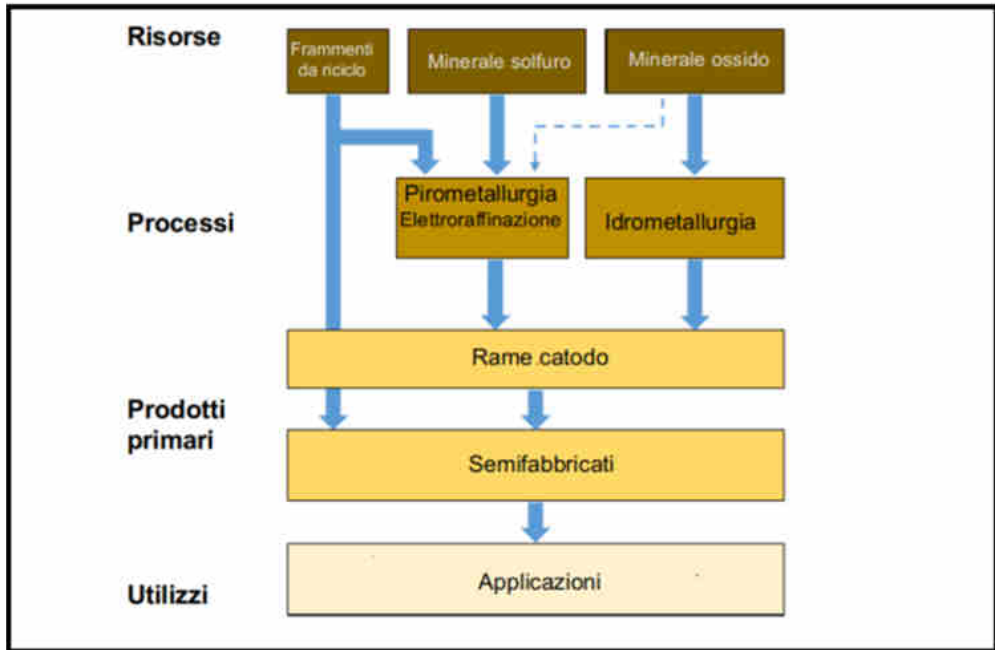 Risorse
Frammenti
da riciclo
Minerale solfuro
Minerale ossido
Processi
Pirometallurgia
Elettroraffinazione
Idrometallurgia
Rame catodo
Prodotti
primari
Semifabbricati
Utilizzi
Applicazioni